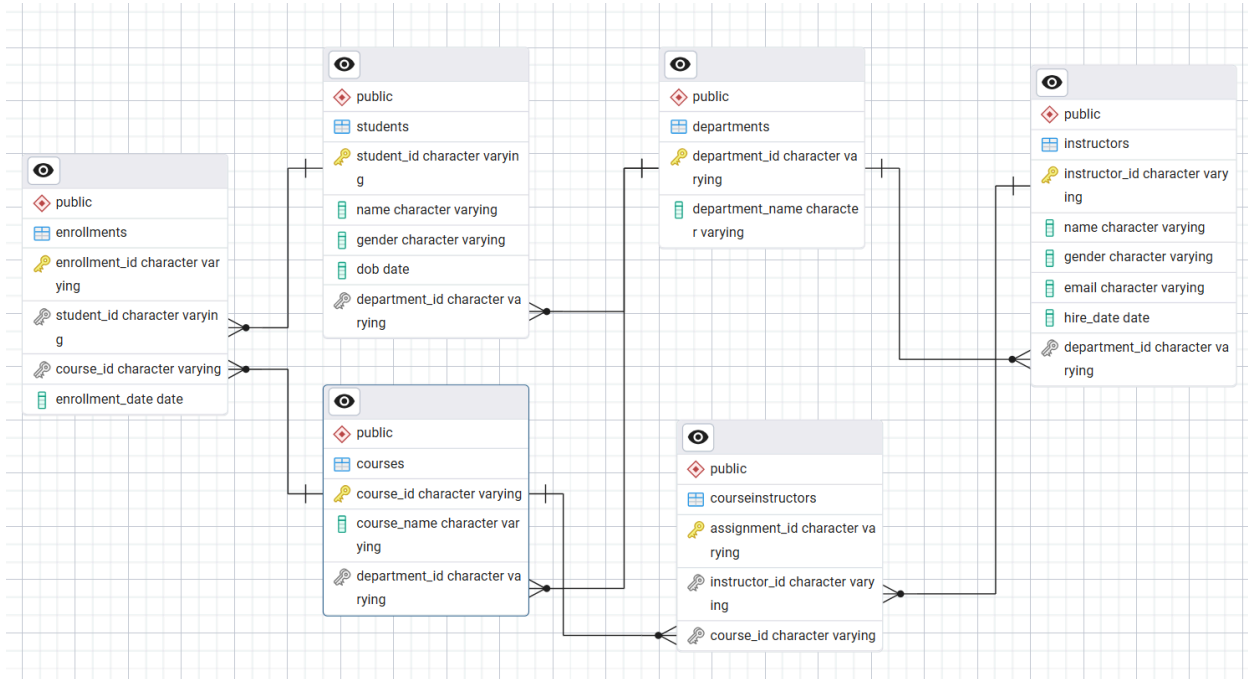 public
enrollments
enrollment_id character var
ying
student_id character varyin
g
course_id character varying
enrollment_date date
public
students
student_id character varyin
g
name character varying
gender character varying
dob date
department_id character va
rying
public
courses
course_id character varying
course_name character var
ying
department_id character va
rying
public
departments
department_id character va
rying
department_name characte
r varying
public
courseinstructors
assignment_id character va
rying
instructor_id character vary
ing
course_id character varying
public
instructors
instructor_id character vary
ing
name character varying
gender character varying
email character varying
hire_date date
department_id character va
rying